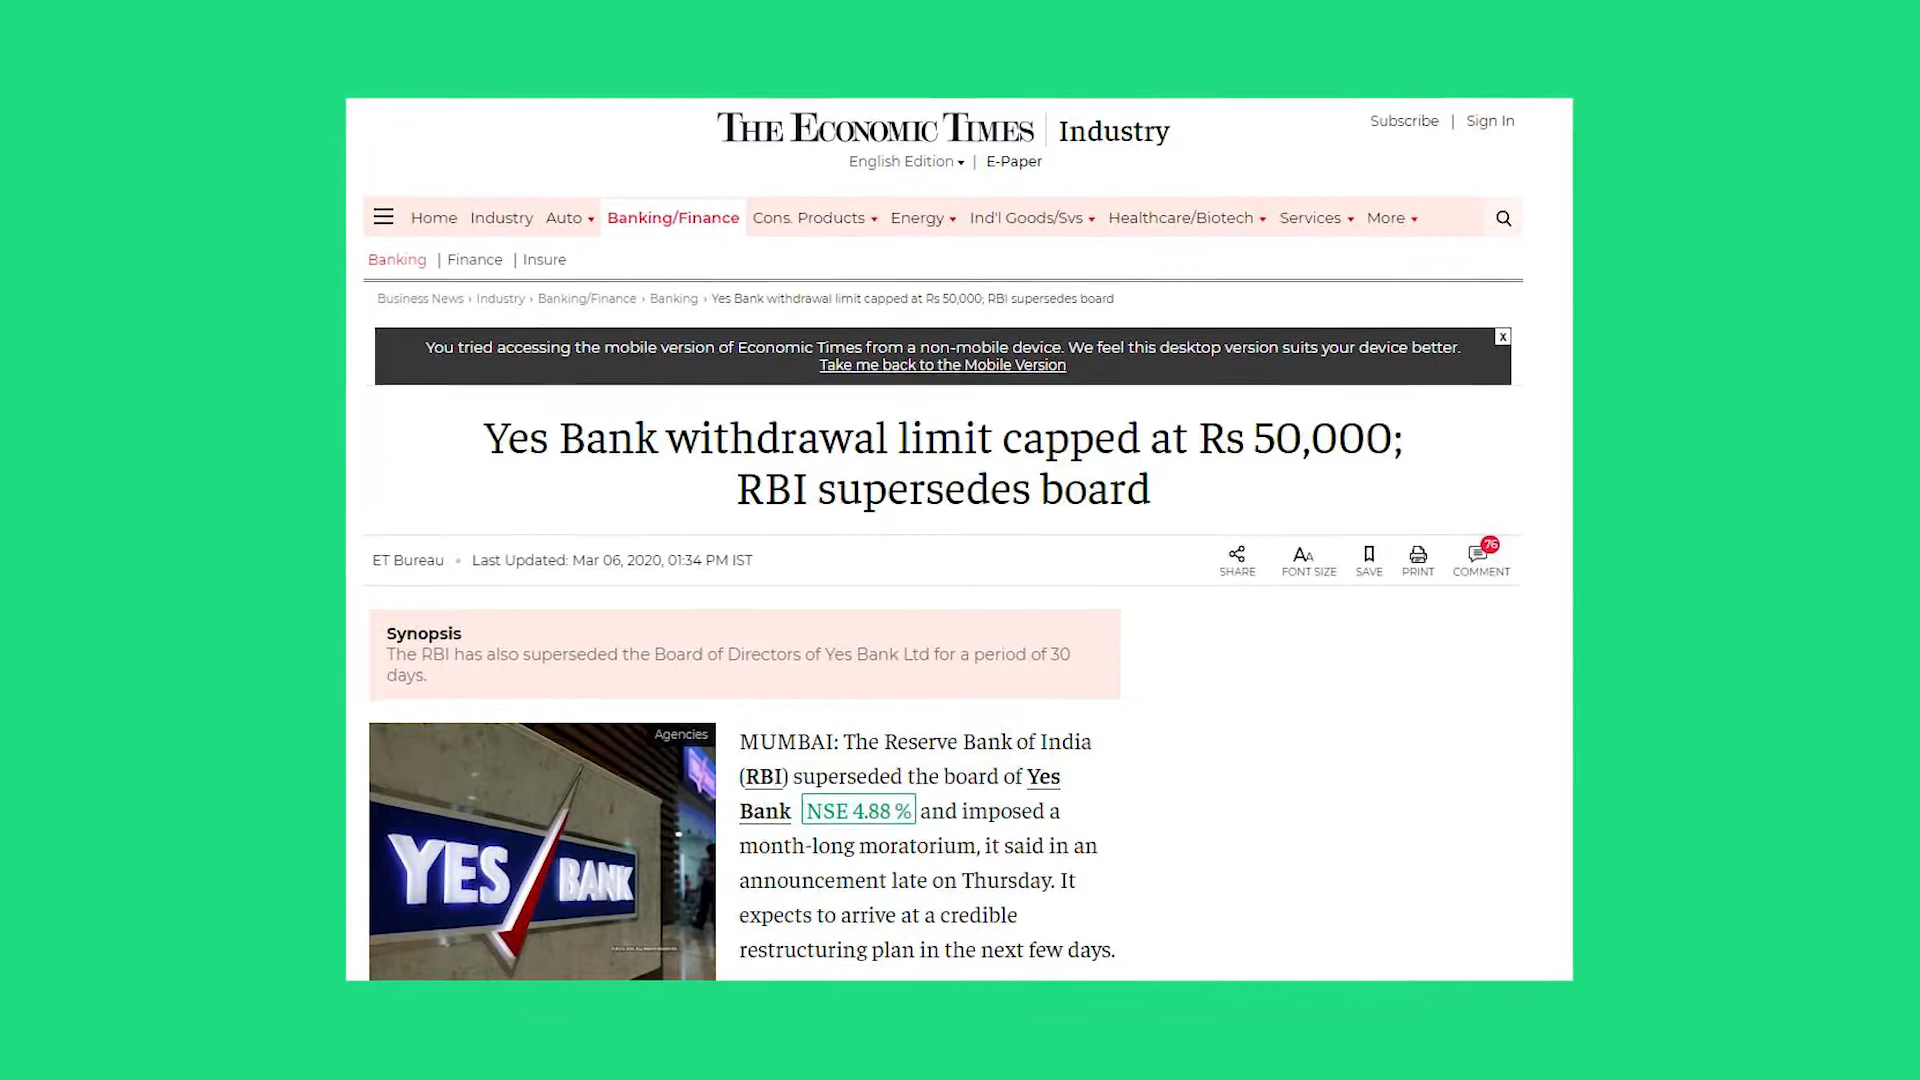 THE ECONOMIC TIMES | Industry
Subscribe | Sign In
English Edition | E-Paper
Home Industry Auto Banking/Finance Cons. Products Energy Ind'l Goods/Svs Healthcare/Biotech Services More
Banking | Finance | Insure
Business News › Industry › Banking/Finance › Banking › Yes Bank withdrawal limit capped at Rs 50,000; RBI supersedes board
You tried accessing the mobile version of Economic Times from a non-mobile device. We feel this desktop version suits your device better.
X
Take me back to the Mobile Version
Yes Bank withdrawal limit capped at Rs 50,000;
RBI supersedes board
ET Bureau • Last Updated: Mar 06, 2020, 01:34 PM IST
76
SHARE FONT SIZE SAVE PRINT COMMENT
Synopsis
The RBI has also superseded the Board of Directors of Yes Bank Ltd for a period of 30
days.
Agencies
YES BANK
MUMBAI: The Reserve Bank of India
(RBI) superseded the board of Yes
Bank NSE 4.88 % and imposed a
month-long moratorium, it said in an
announcement late on Thursday. It
expects to arrive at a credible
restructuring plan in the next few days.